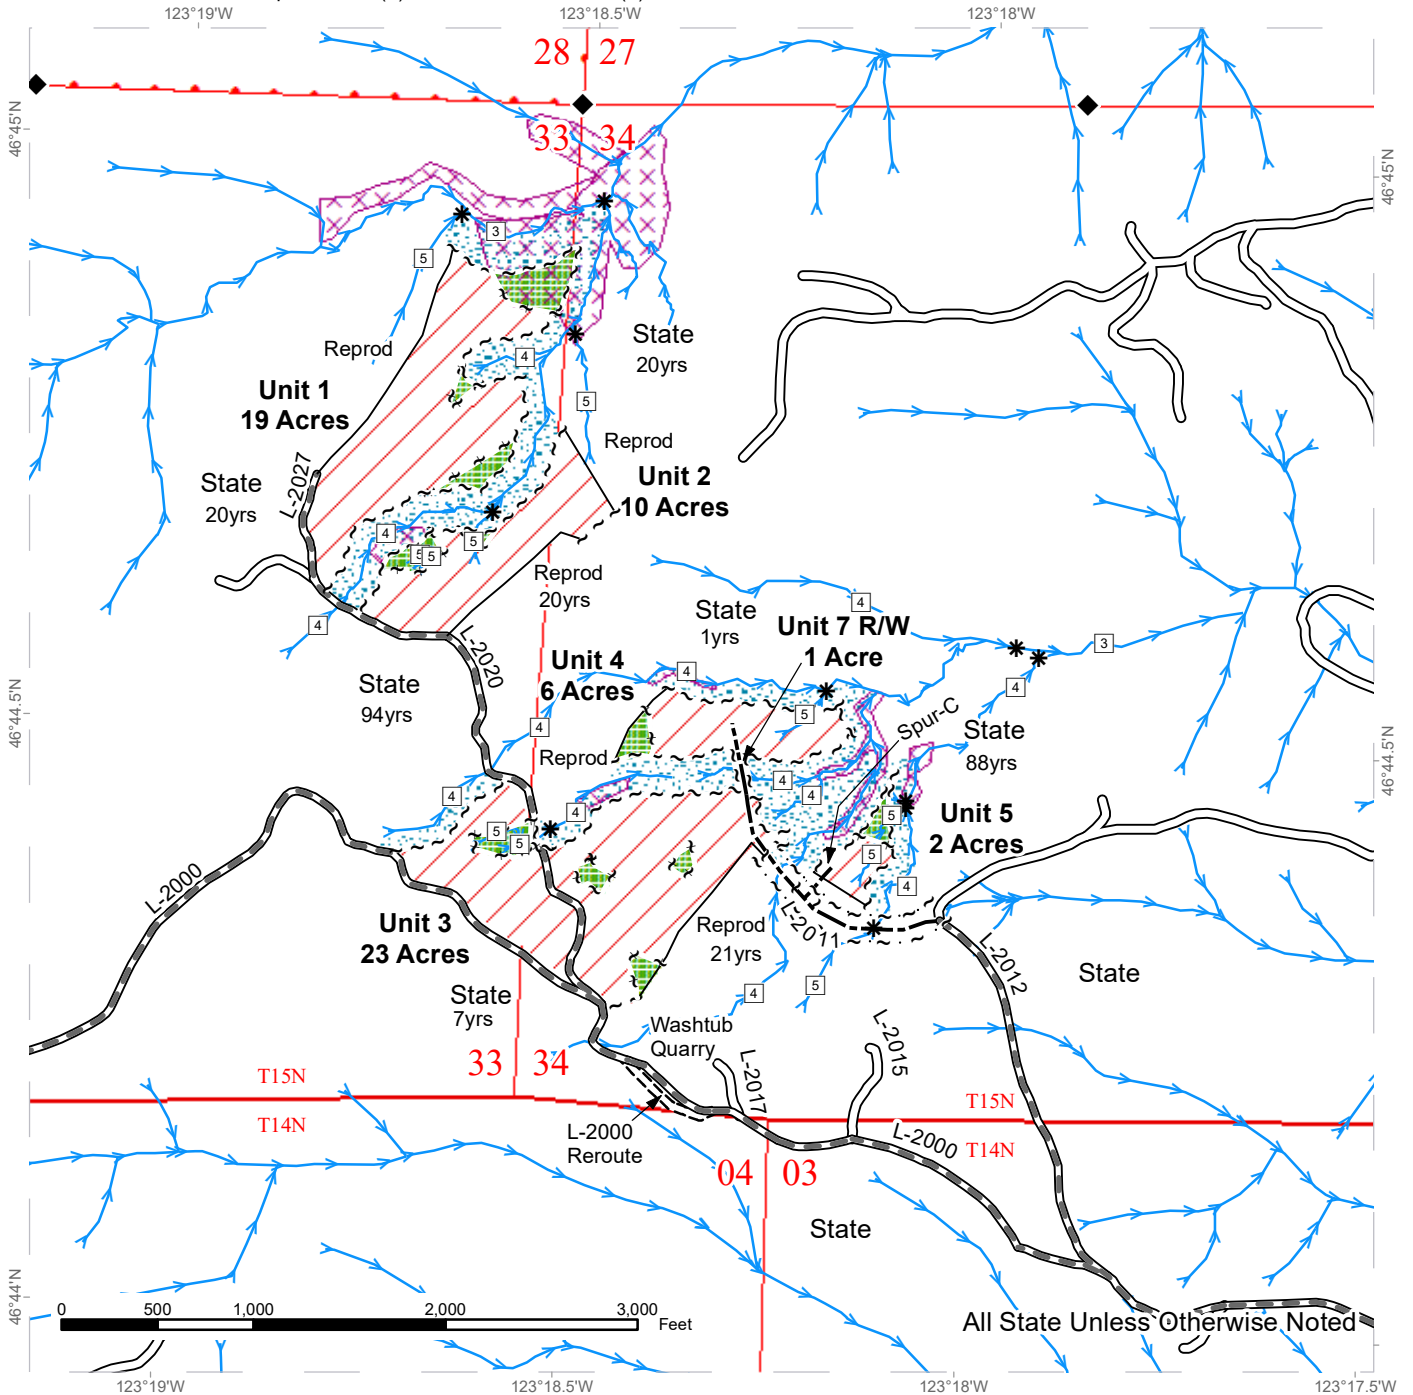 123°19'W
123°18.5'W
123°18'W
28
27
46°45'N
33
34
46°45'N
3
5
State
20yrs
Reprod
4
Unit 1
19 Acres
5
Reprod
L-2027
State
20yrs
Unit 2
10 Acres
4
5
5
5
Reprod
20yrs
4
4
State
1yrs
Unit 7 R/W
1 Acre
3
L-2020
Unit 4
6 Acres
4
4
State
94yrs
46°44.5'N
5
Spur-C
State
88yrs
4
Reprod
46°44.5'N
4
4
4
4
Unit 5
2 Acres
5
5
5
5
4
L-2000
Unit 3
23 Acres
Reprod
21yrs
L-2011
L-2012
State
5
4
State
7yrs
Washtub
Quarry
L-2015
33
34
L-2017
T15N
T14N
T15N
T14N
L-2000
Reroute
L-2000
04
03
State
46°44'N
0
500
1,000
2,000
3,000
Feet
All State Unless Otherwise Noted
123°19'W
123°18.5'W
123°18'W
123°17.5'W